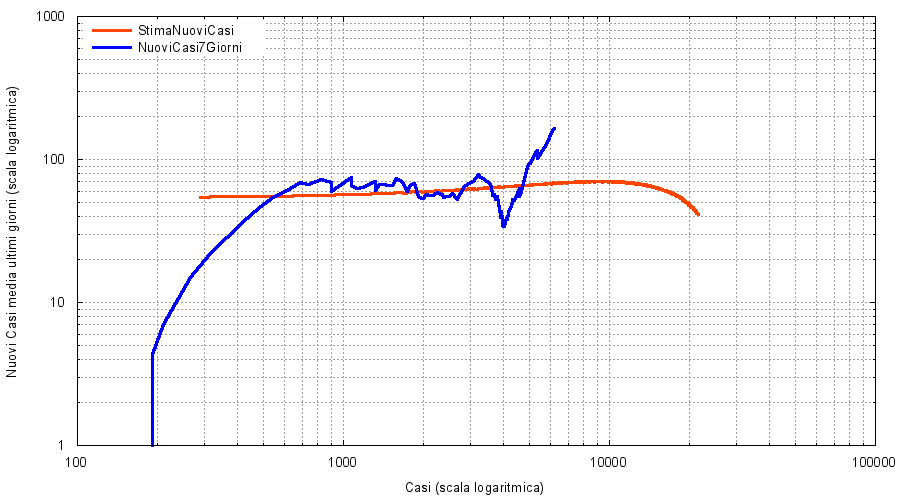 1000
StimaNuoviCasi
NuoviCasi7Giorni
100
10
1
100
1000
10000
100000
Nuovi Casi media ultimi giorni (scala logaritmica)
Casi (scala logaritmica)